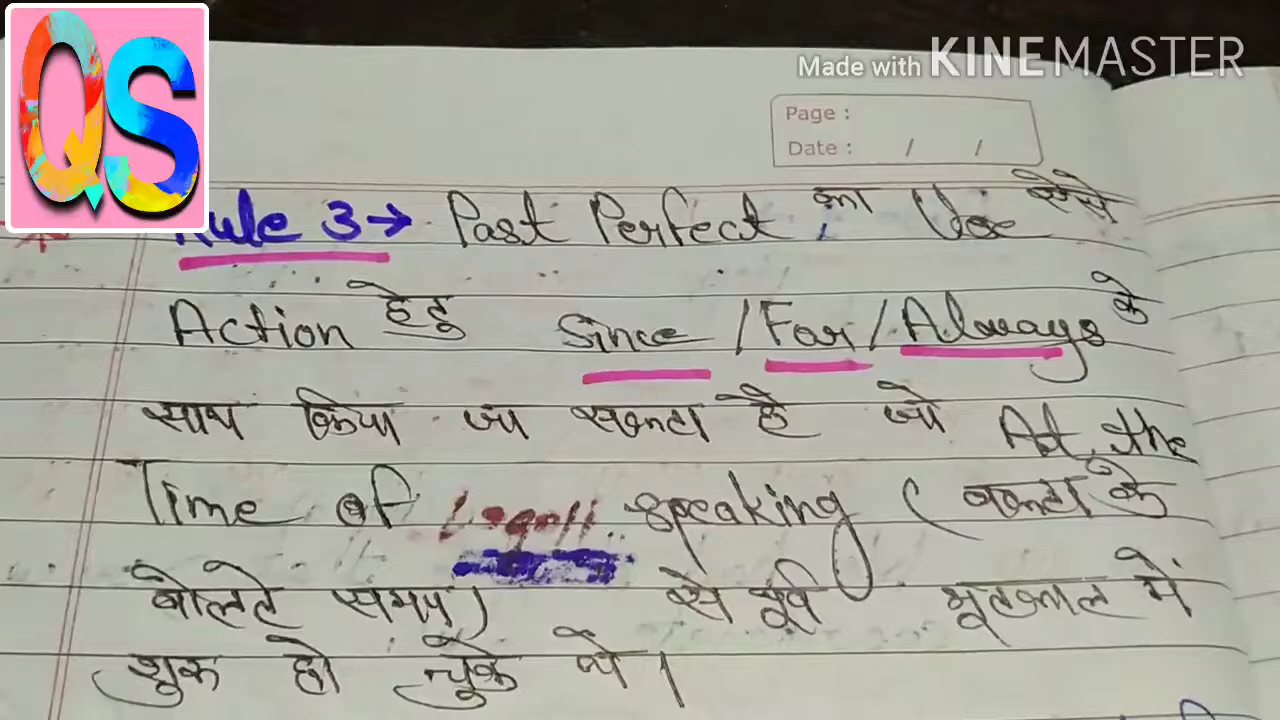 QS
Made with KINEMASTER
Page :
Date : / /
Rule 3→ Past Perfect का Use ऐसे
Action हेतु Since / For / Always के
साथ किया जा सकता है जो At the
Time of speaking (वक्ता के
बोलते समय) से पूर्व भूतकाल में
शुरू हो चुके थे।